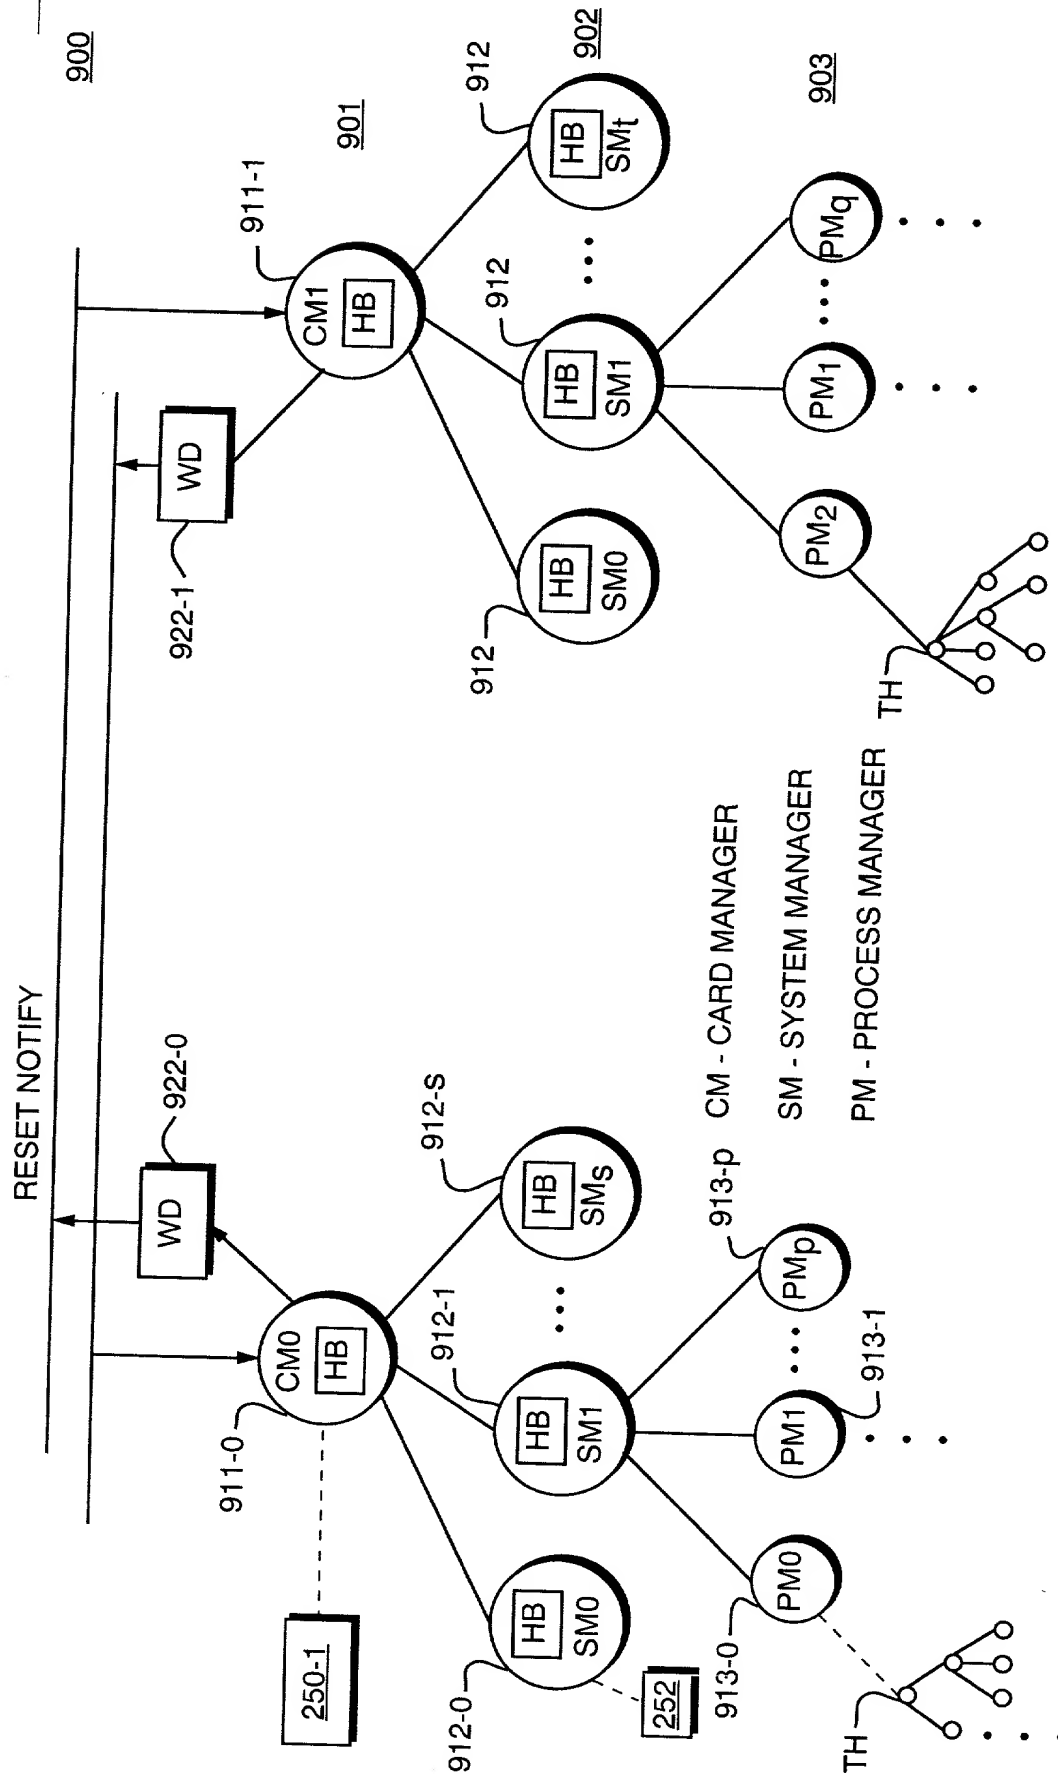 900
RESET NOTIFY
WD
922-0
WD
922-1
CM0
HB
911-0
CM1
HB
911-1
901
250-1
HB
SM0
912-0
HB
SM1
912-1
HB
SMs
912-s
HB
SM0
912
HB
SM1
912
HB
SMt
912
902
...
...
252
PM0
913-0
PM1
913-1
PMp
913-p
PM2
PM1
PMq
903
...
...
TH
TH
CM - CARD MANAGER
SM - SYSTEM MANAGER
PM - PROCESS MANAGER